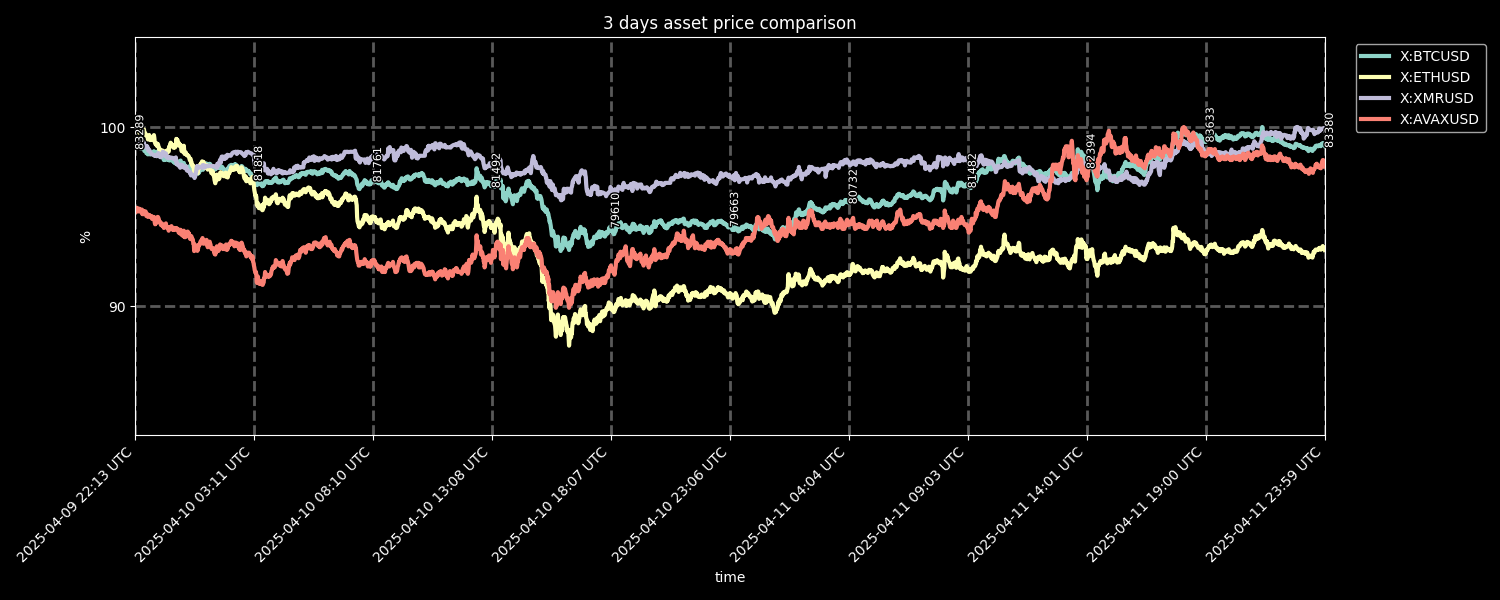 3 days asset price comparison
X:BTCUSD
X:ETHUSD
X:XMRUSD
X:AVAXUSD
100
90
%
83289
81818
81761
81492
79610
79663
80732
81482
82394
83633
83380
2025-04-09 22:13 UTC
2025-04-10 03:11 UTC
2025-04-10 08:10 UTC
2025-04-10 13:08 UTC
2025-04-10 18:07 UTC
2025-04-10 23:06 UTC
2025-04-11 04:04 UTC
2025-04-11 09:03 UTC
2025-04-11 14:01 UTC
2025-04-11 19:00 UTC
2025-04-11 23:59 UTC
time